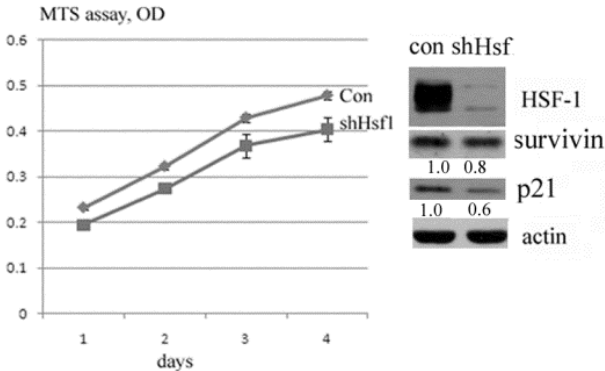 MTS assay, OD
0.6
0.5
0.4
0.3
0.2
0.1
0
1 2 3 4
days
Con
shHsf1
con shHsf
HSF-1
survivin
1.0 0.8
p21
1.0 0.6
actin